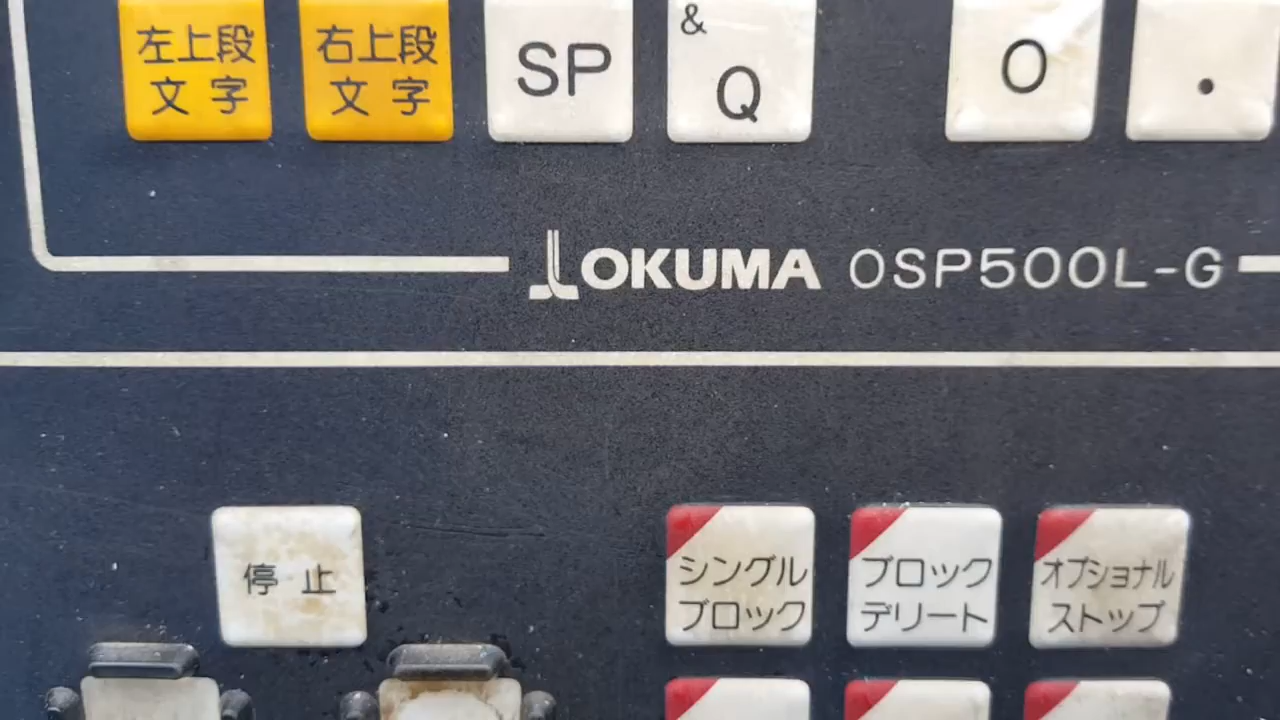 左上段
文字
右上段
文字
SP
&
Q
0
.
OKUMA OSP500L-G
停止
シングル
ブロック
ブロック
デリート
オプショナル
ストップ